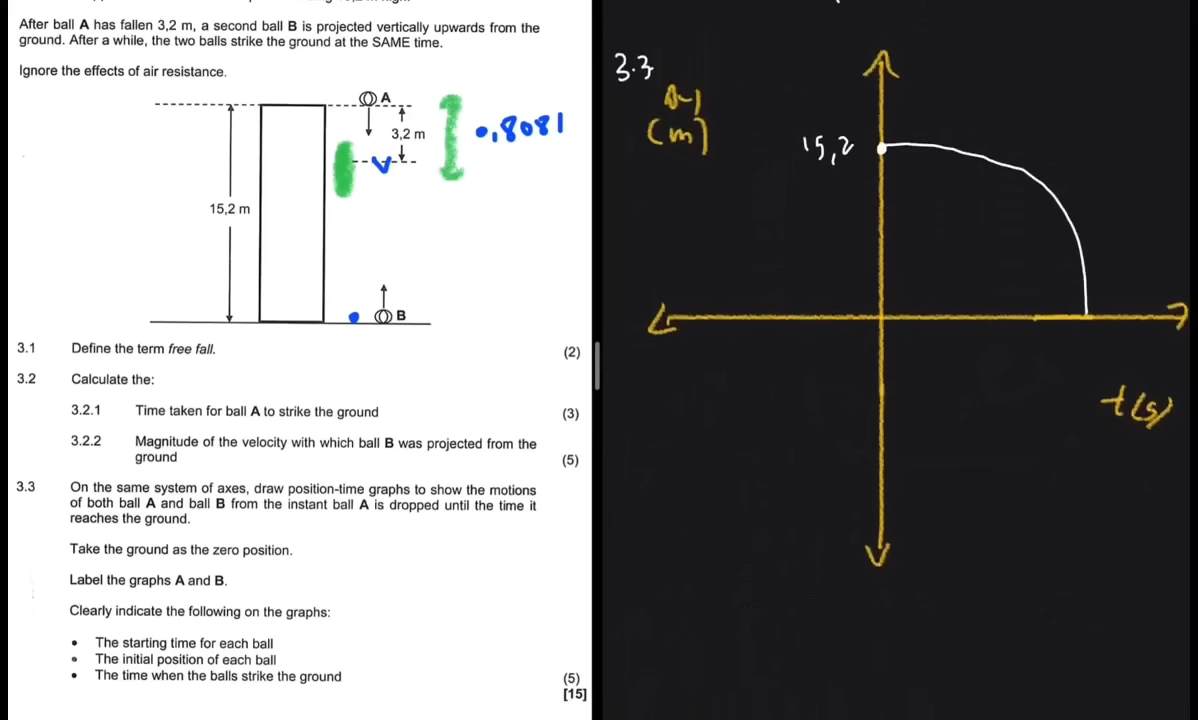 After ball A has fallen 3,2 m, a second ball B is projected vertically upwards from the
ground. After a while, the two balls strike the ground at the SAME time.
Ignore the effects of air resistance.
A
3,2 m
.8081
V
15,2 m
B
3.1 Define the term free fall. (2)
3.2 Calculate the:
3.2.1 Time taken for ball A to strike the ground (3)
3.2.2 Magnitude of the velocity with which ball B was projected from the
ground (5)
3.3 On the same system of axes, draw position-time graphs to show the motions
of both ball A and ball B from the instant ball A is dropped until the time it
reaches the ground.
Take the ground as the zero position.
Label the graphs A and B.
Clearly indicate the following on the graphs:
• The starting time for each ball
• The initial position of each ball
• The time when the balls strike the ground (5)
[15]
3.3
(m)
15,2
t(s)